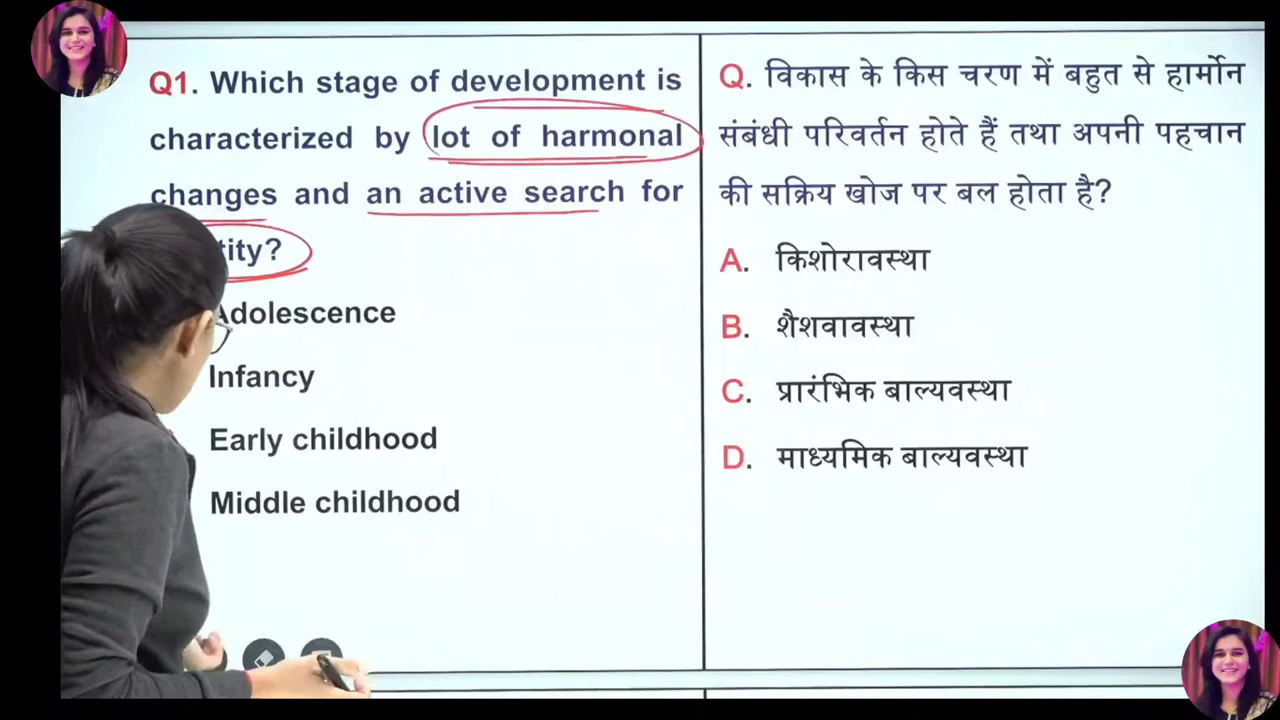 Q1. Which stage of development is
characterized by lot of harmonal
changes and an active search for
tity?
Adolescence
Infancy
Early childhood
Middle childhood
Q. विकास के किस चरण में बहुत से हार्मोन
संबंधी परिवर्तन होते हैं तथा अपनी पहचान
की सक्रिय खोज पर बल होता है?
A. किशोरावस्था
B. शैशवावस्था
C. प्रारंभिक बाल्यवस्था
D. माध्यमिक बाल्यवस्था